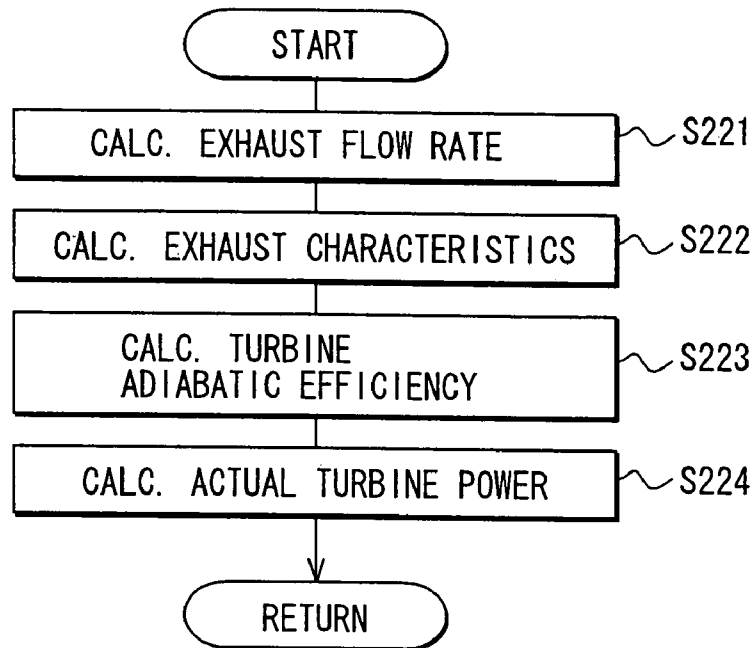 START
CALC. EXHAUST FLOW RATE S221
CALC. EXHAUST CHARACTERISTICS S222
CALC. TURBINE
ADIABATIC EFFICIENCY S223
CALC. ACTUAL TURBINE POWER S224
RETURN